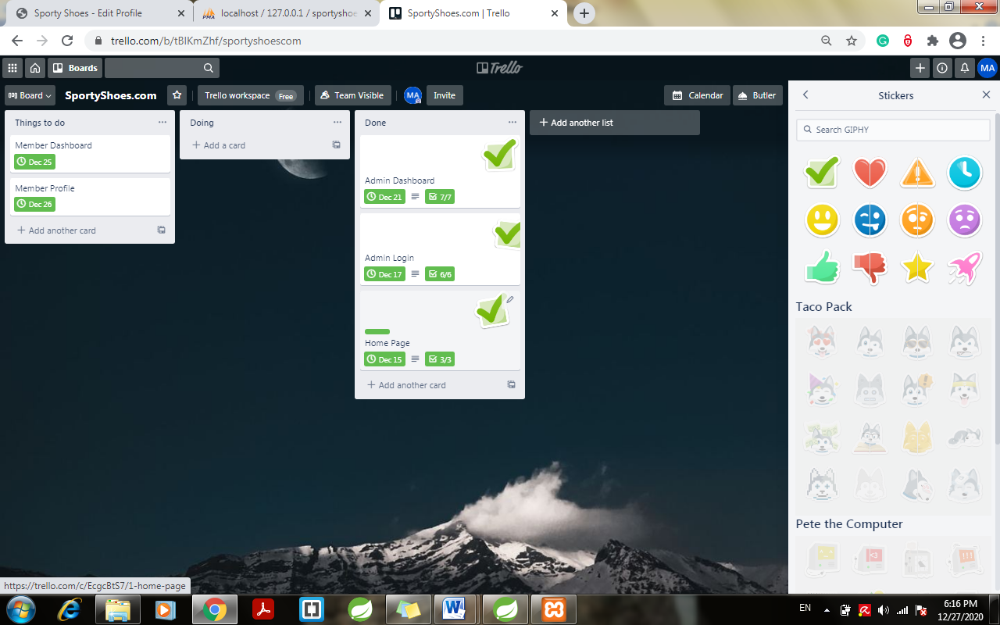 Sporty Shoes - Edit Profile
localhost / 127.0.0.1 / sportyshoe
SportyShoes.com | Trello
trello.com/b/tBlKmZhf/sportyshoescom
Boards
Trello
MA
Board
SportyShoes.com
Trello workspace Free
Team Visible
MA
Invite
Calendar
Butler
Things to do
Member Dashboard
Dec 25
Member Profile
Dec 26
+ Add another card
Doing
+ Add a card
Done
Admin Dashboard
Dec 21
7/7
Admin Login
Dec 17
6/6
Home Page
Dec 15
3/3
+ Add another card
+ Add another list
Stickers
Search GIPHY
Taco Pack
Pete the Computer
<3
!!!
https://trello.com/c/EcgcBtS7/1-home-page
EN
6:16 PM
12/27/2020